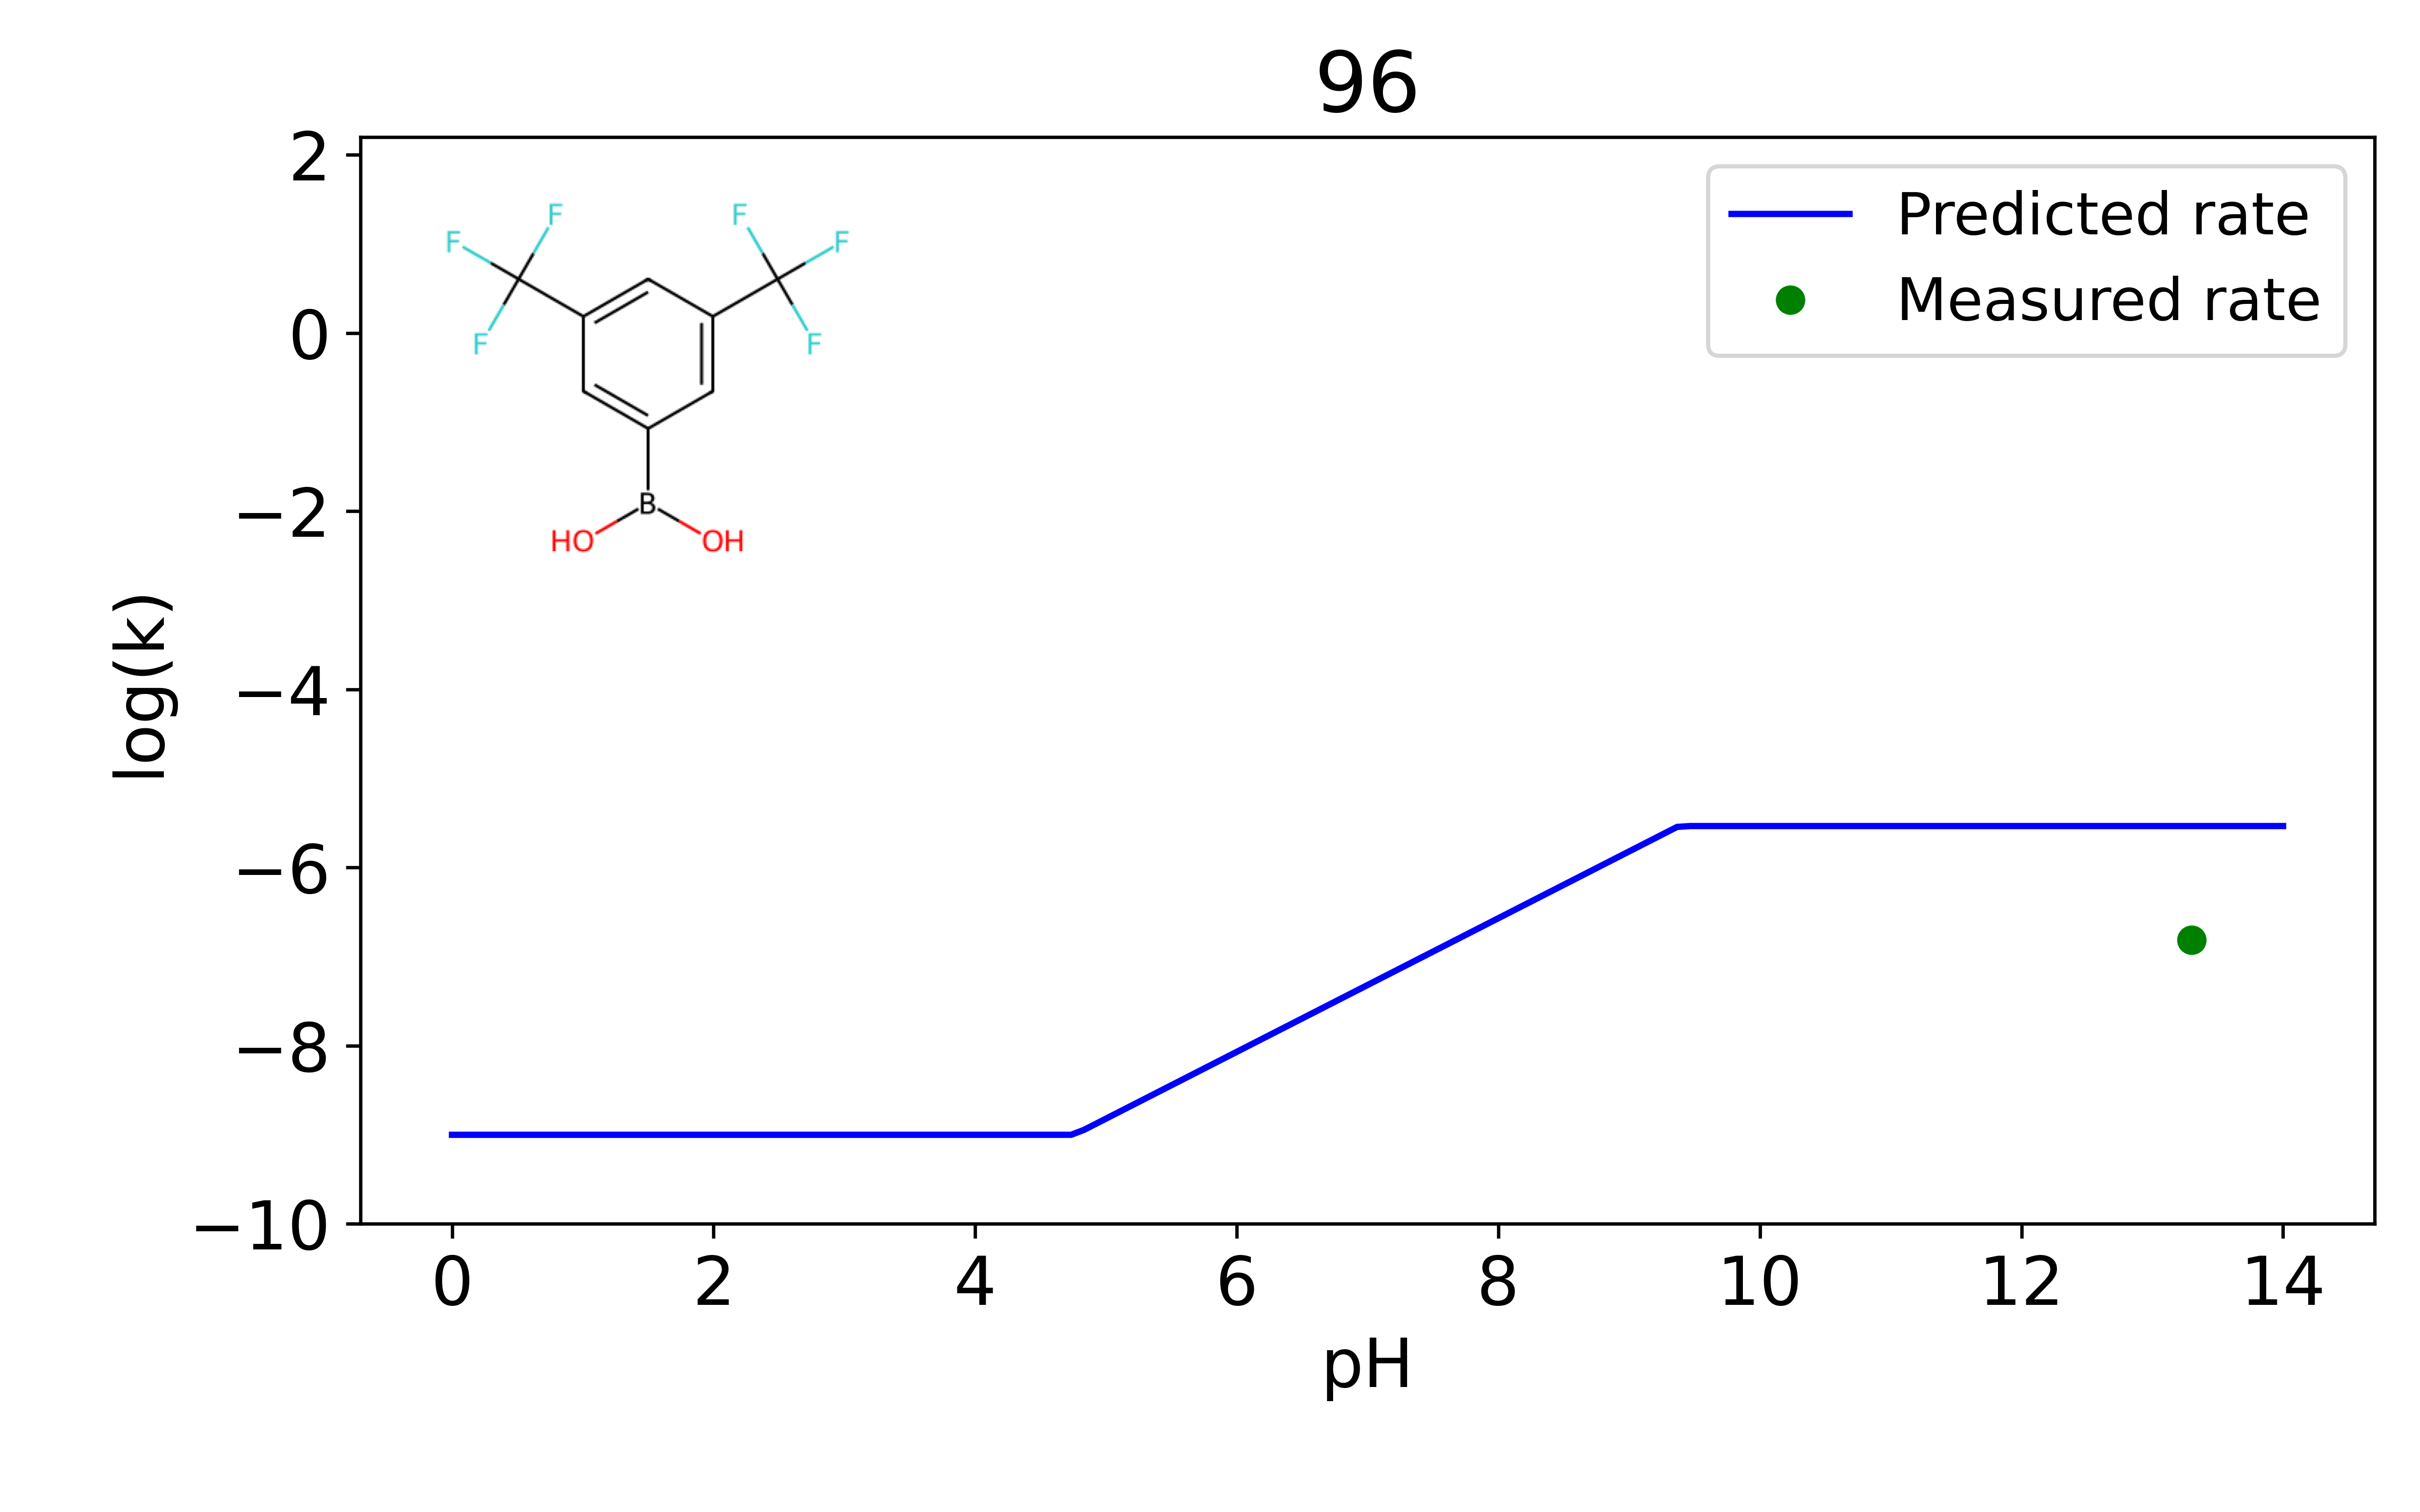 96
2
0
−2
−4
−6
−8
−10
log(k)
F
F
F
F
F
F
B
HO
OH
Predicted rate
Measured rate
0
2
4
6
8
10
12
14
pH